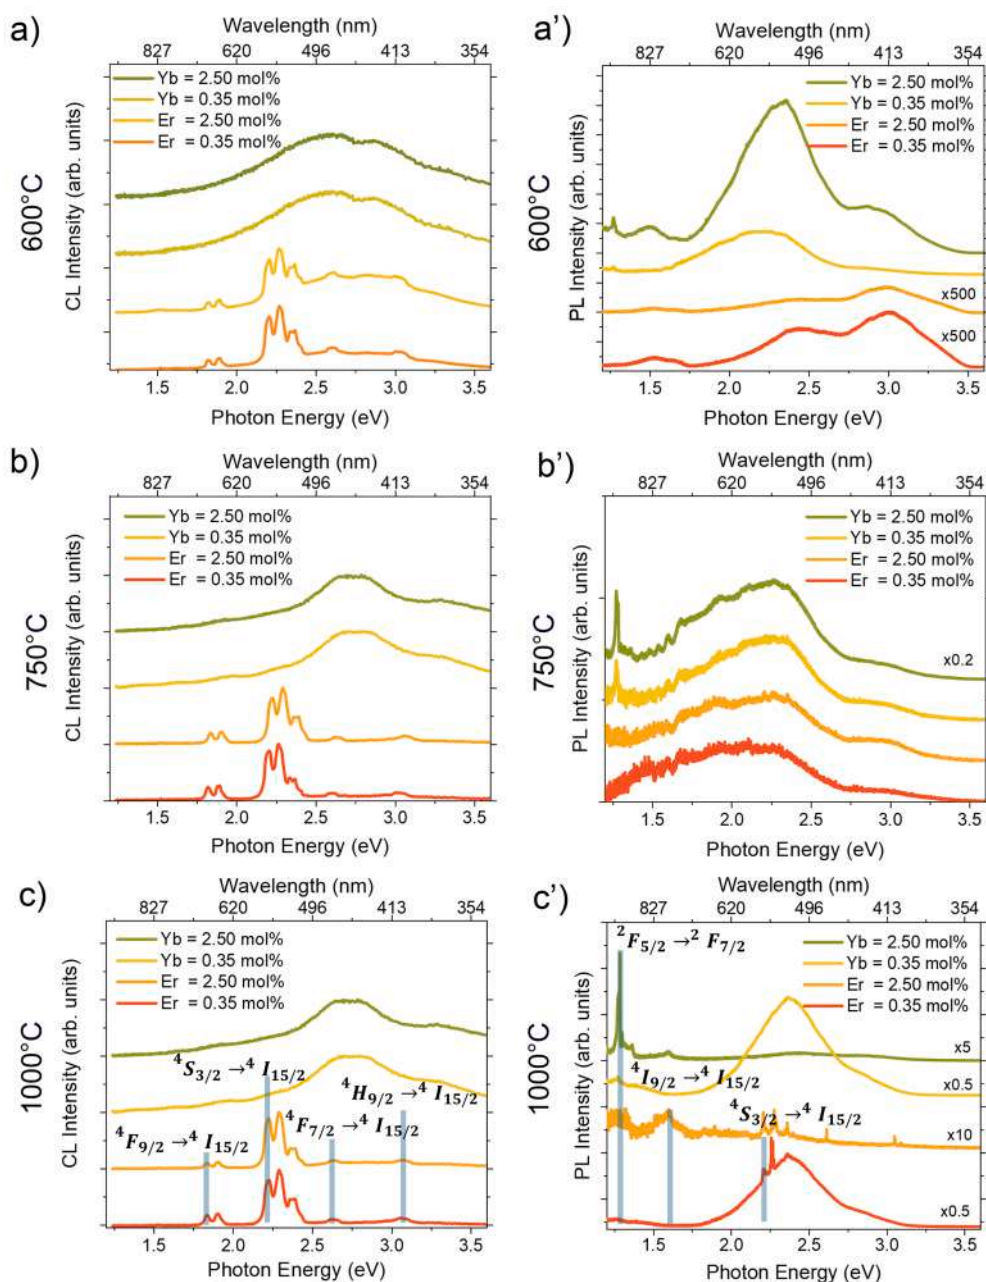 a)
Wavelength (nm)
827 620 496 413 354
Yb = 2.50 mol%
Yb = 0.35 mol%
Er = 2.50 mol%
Er = 0.35 mol%
600°C
CL Intensity (arb. units)
1.5 2.0 2.5 3.0 3.5
Photon Energy (eV)
a')
Wavelength (nm)
827 620 496 413 354
Yb = 2.50 mol%
Yb = 0.35 mol%
Er = 2.50 mol%
Er = 0.35 mol%
600°C
PL Intensity (arb. units)
x500
x500
1.5 2.0 2.5 3.0 3.5
Photon Energy (eV)
b)
Wavelength (nm)
827 620 496 413 354
Yb = 2.50 mol%
Yb = 0.35 mol%
Er = 2.50 mol%
Er = 0.35 mol%
750°C
CL Intensity (arb. units)
1.5 2.0 2.5 3.0 3.5
Photon Energy (eV)
b')
Wavelength (nm)
827 620 496 413 354
Yb = 2.50 mol%
Yb = 0.35 mol%
Er = 2.50 mol%
Er = 0.35 mol%
750°C
PL Intensity (arb. units)
x0.2
1.5 2.0 2.5 3.0 3.5
Photon Energy (eV)
c)
Wavelength (nm)
827 620 496 413 354
Yb = 2.50 mol%
Yb = 0.35 mol%
Er = 2.50 mol%
Er = 0.35 mol%
1000°C
CL Intensity (arb. units)
⁴S₃/₂ →⁴ I₁₅/₂
⁴H₉/₂ →⁴ I₁₅/₂
⁴F₇/₂ →⁴ I₁₅/₂
⁴F₉/₂ →⁴ I₁₅/₂
1.5 2.0 2.5 3.0 3.5
Photon Energy (eV)
c')
Wavelength (nm)
827 620 496 413 354
²F₅/₂ →² F₇/₂
Yb = 2.50 mol%
Yb = 0.35 mol%
Er = 2.50 mol%
Er = 0.35 mol%
1000°C
PL Intensity (arb. units)
x5
⁴I₉/₂ →⁴ I₁₅/₂
x0.5
⁴S₃/₂ →⁴ I₁₅/₂
x10
x0.5
1.5 2.0 2.5 3.0 3.5
Photon Energy (eV)